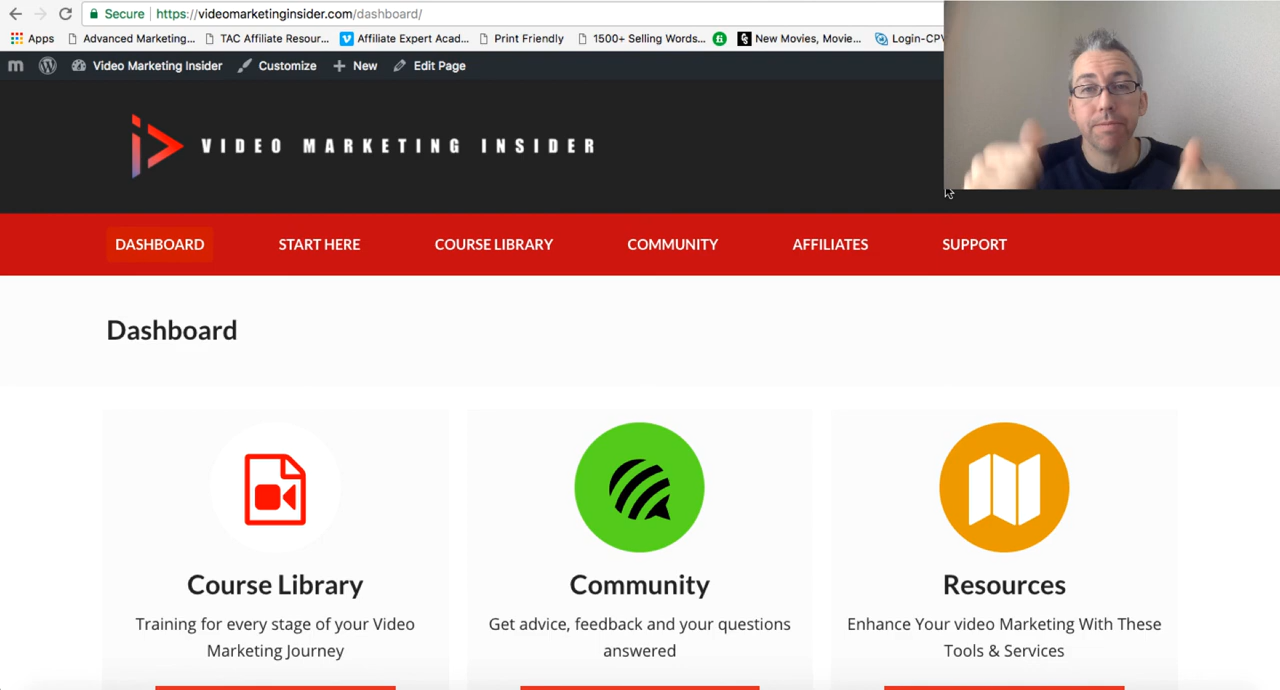 Secure https://videomarketinginsider.com/dashboard/
Apps Advanced Marketing... TAC Affiliate Resour... Affiliate Expert Acad... Print Friendly 1500+ Selling Words... fi New Movies, Movie... Login-CPV
m Video Marketing Insider Customize + New Edit Page
VIDEO MARKETING INSIDER
DASHBOARD START HERE COURSE LIBRARY COMMUNITY AFFILIATES SUPPORT
Dashboard
Course Library Community Resources
Training for every stage of your Video Get advice, feedback and your questions Enhance Your video Marketing With These
Marketing Journey answered Tools & Services